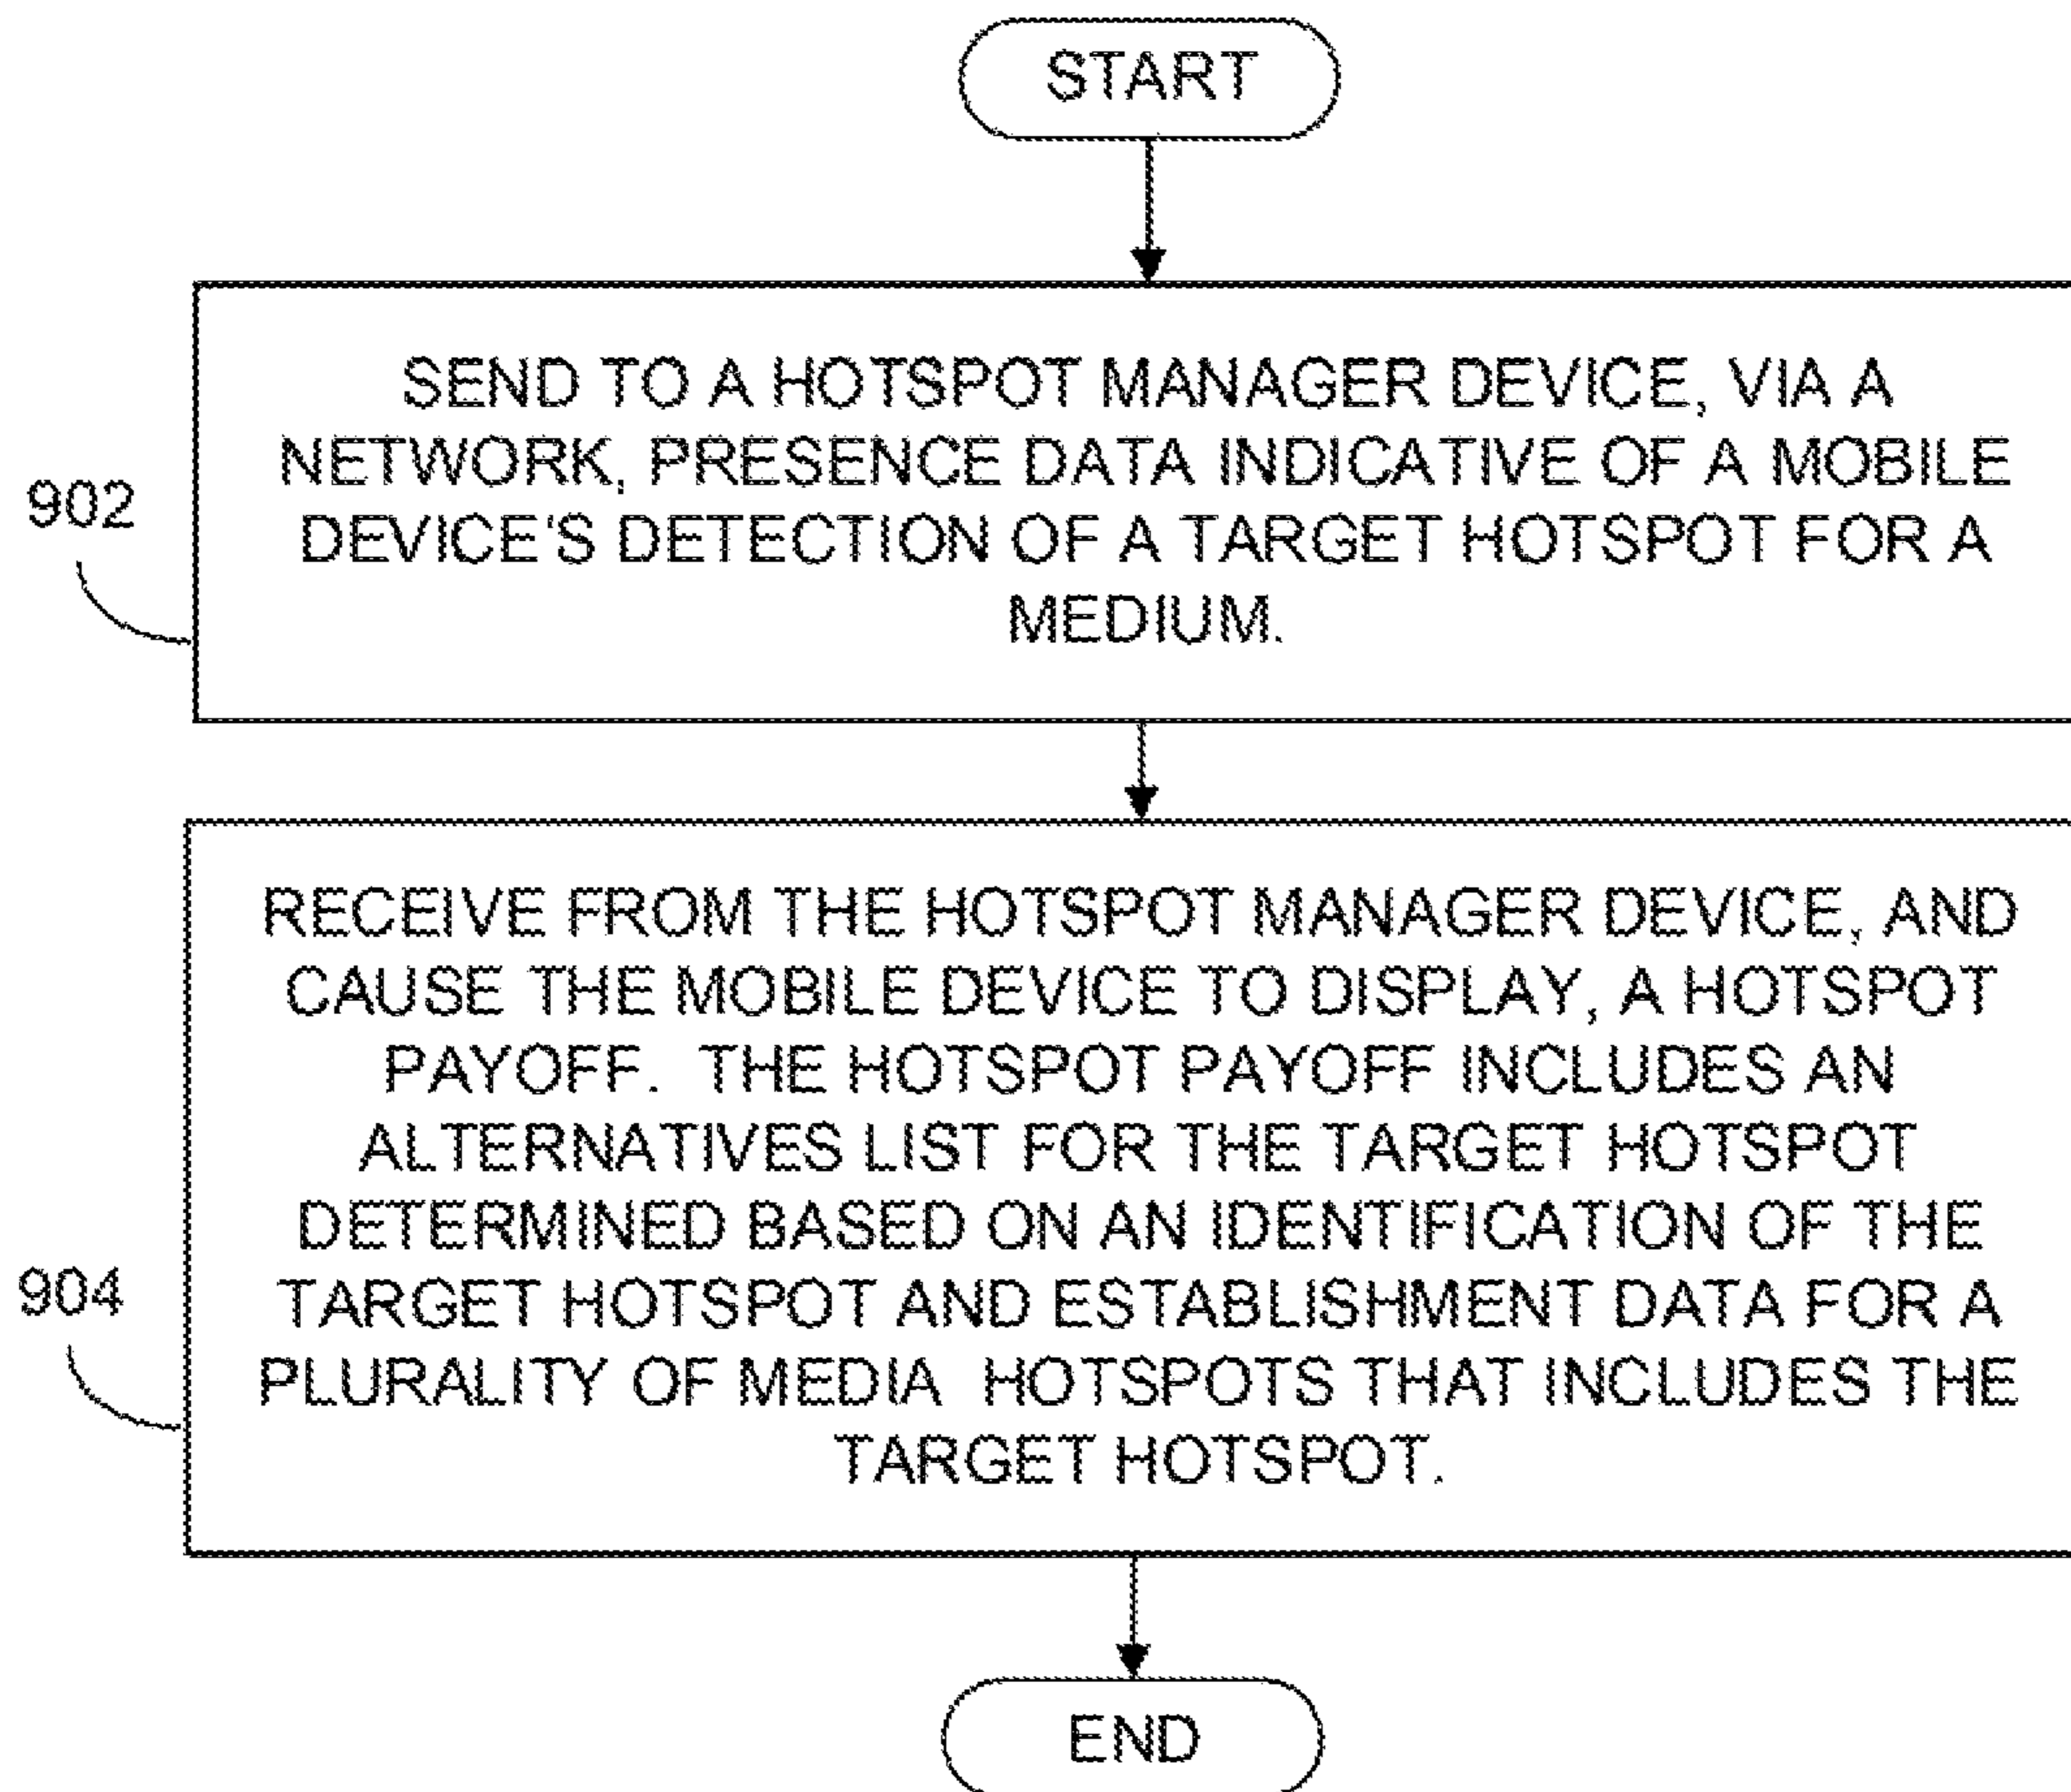 START
SEND TO A HOTSPOT MANAGER DEVICE, VIA A
NETWORK, PRESENCE DATA INDICATIVE OF A MOBILE
DEVICE'S DETECTION OF A TARGET HOTSPOT FOR A
MEDIUM.
902
RECEIVE FROM THE HOTSPOT MANAGER DEVICE, AND
CAUSE THE MOBILE DEVICE TO DISPLAY, A HOTSPOT
PAYOFF. THE HOTSPOT PAYOFF INCLUDES AN
ALTERNATIVES LIST FOR THE TARGET HOTSPOT
DETERMINED BASED ON AN IDENTIFICATION OF THE
TARGET HOTSPOT AND ESTABLISHMENT DATA FOR A
PLURALITY OF MEDIA HOTSPOTS THAT INCLUDES THE
TARGET HOTSPOT.
904
END